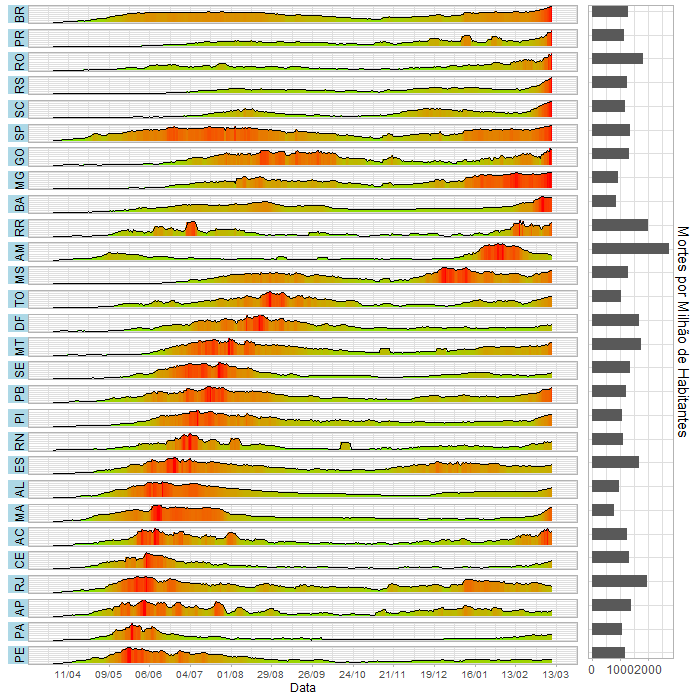 BR
PR
RO
RS
SC
SP
GO
MG
BA
RR
AM
MS
TO
DF
MT
SE
PB
PI
RN
ES
AL
MA
AC
CE
RJ
AP
PA
PE
11/04 09/05 06/06 04/07 01/08 29/08 26/09 24/10 21/11 19/12 16/01 13/02 13/03
Data
0 1000 2000
Mortes por Milhão de Habitantes